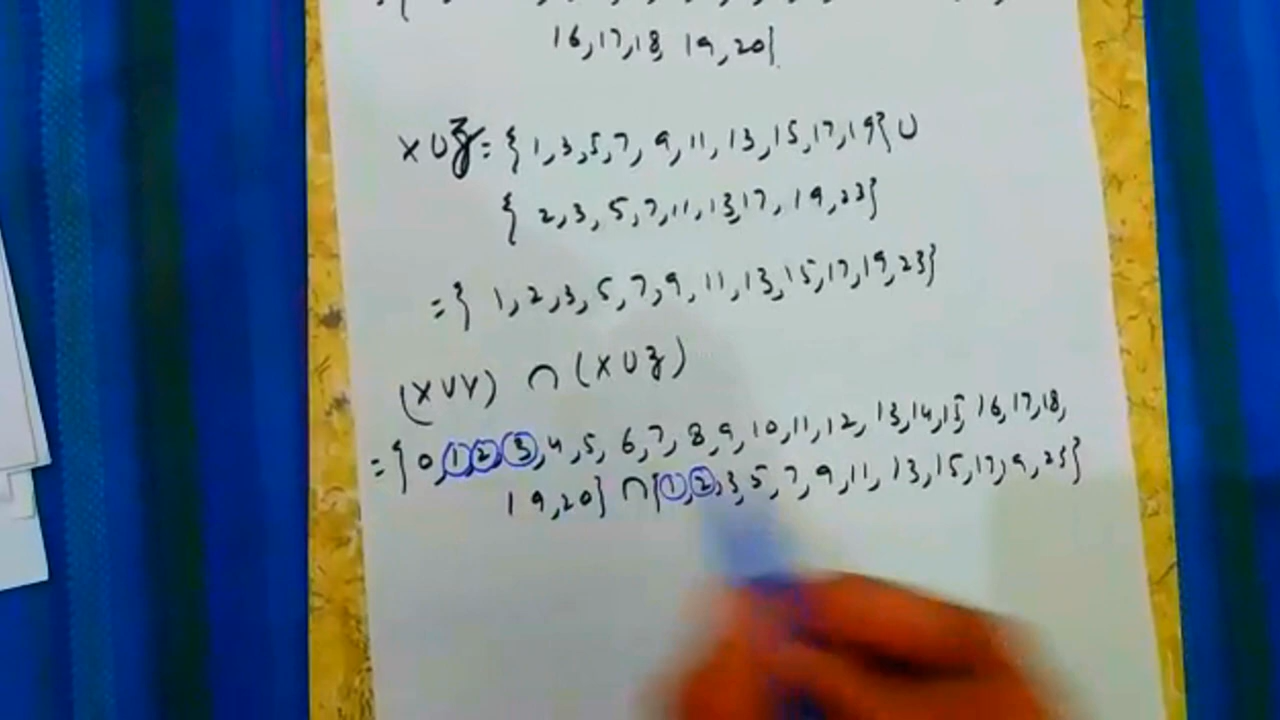 16,17,18, 19,20}
X∪Z = { 1,3,5,7,9,11,13,15,17,19} ∪
{ 2,3,5,7,11,13,17,19,23}
= { 1,2,3,5,7,9,11,13,15,17,19,23}
(X∪Y) ∩ (X∪Z)
= {0,1,2,3,4,5,6,7,8,9,10,11,12,13,14,15,16,17,18,
19,20} ∩ {1,2,3,5,7,9,11,13,15,17,9,23}